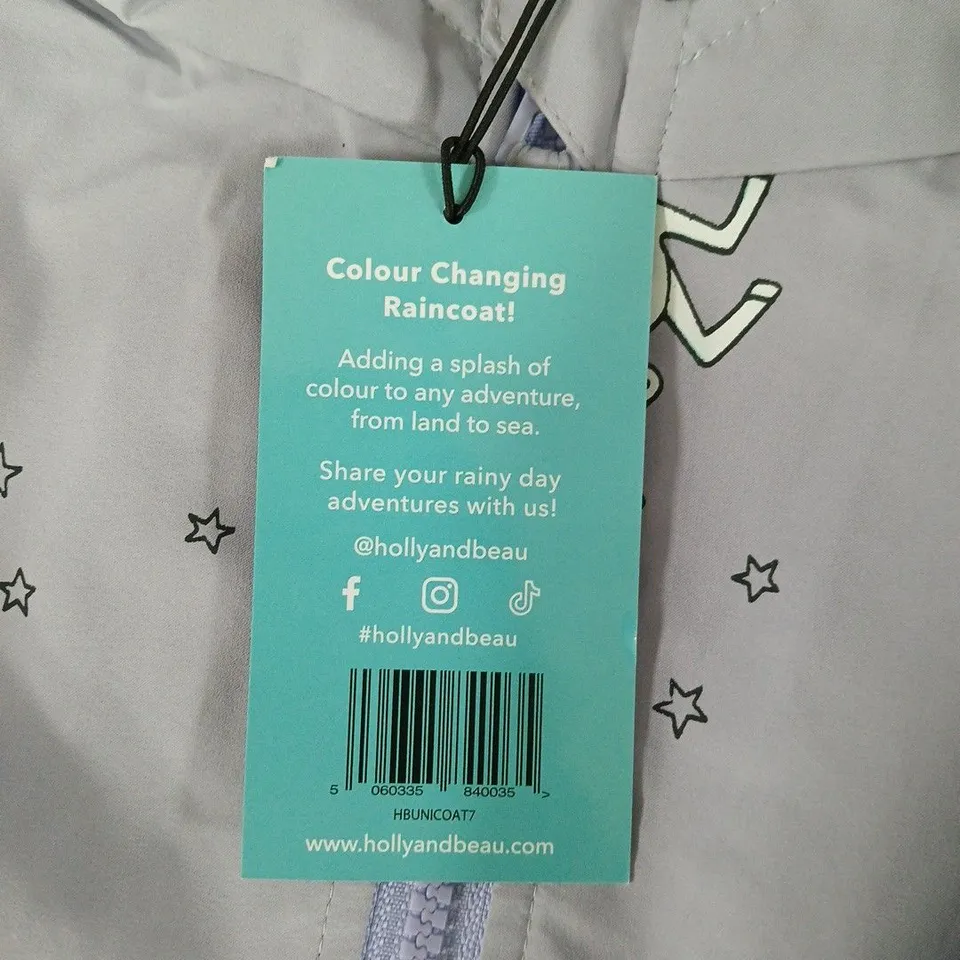 Colour Changing
Raincoat!
Adding a splash of
colour to any adventure,
from land to sea.
Share your rainy day
adventures with us!
@hollyandbeau
#hollyandbeau
5 060335 840035 >
HBUNICOAT7
www.hollyandbeau.com